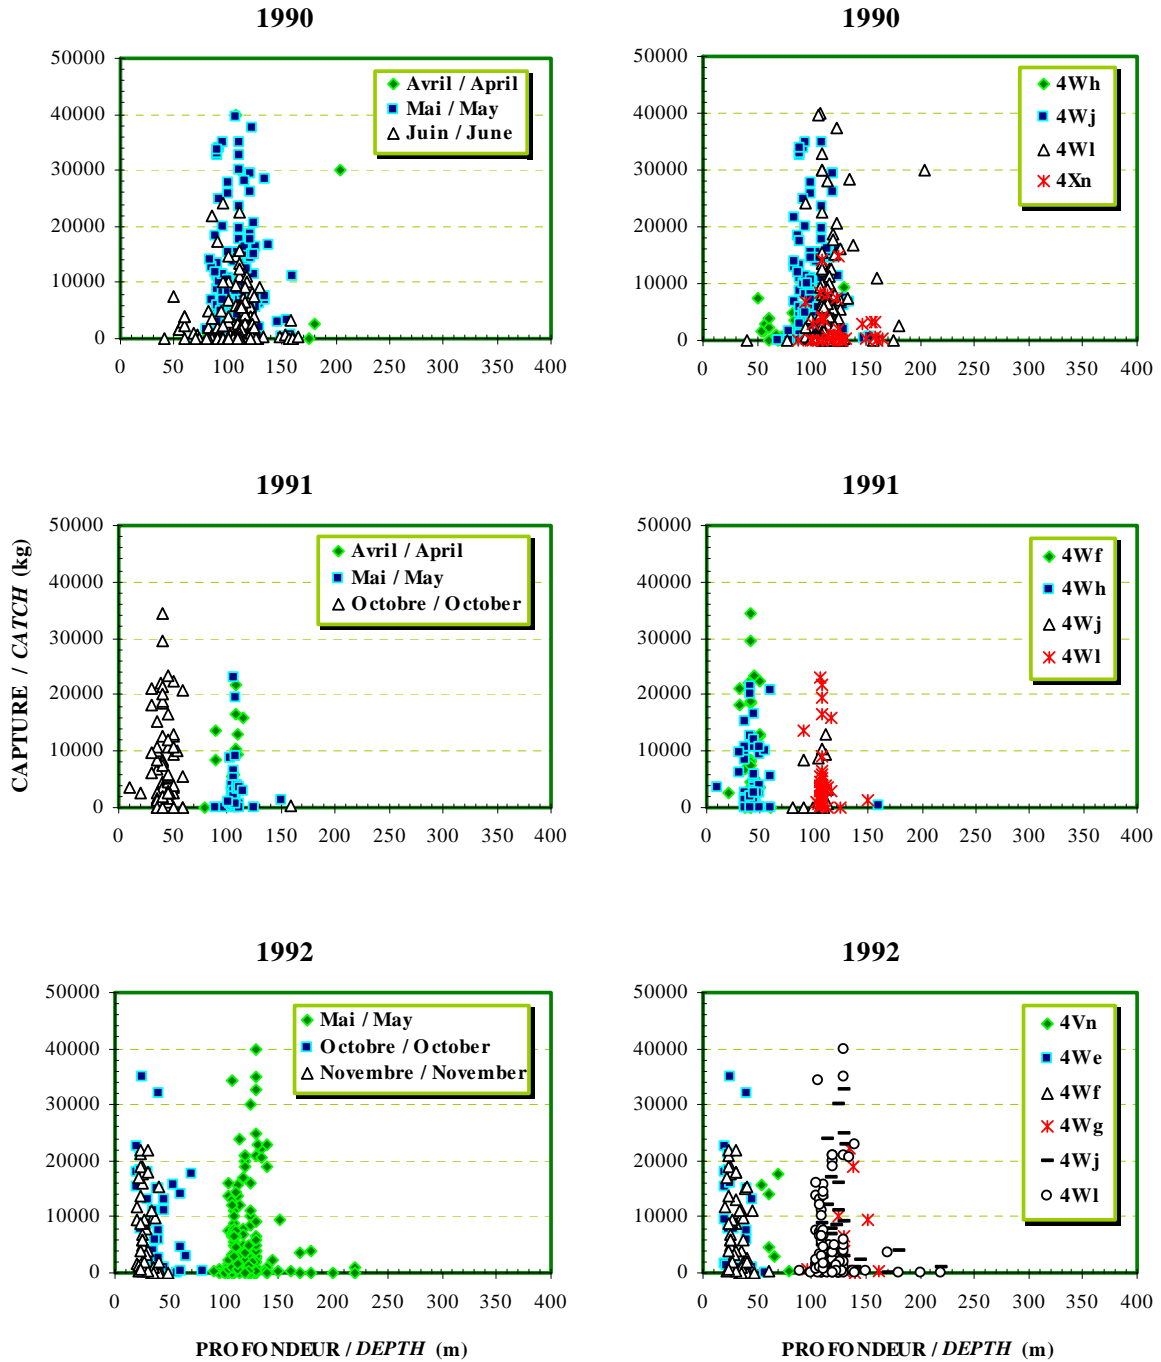 1990
50000
40000
30000
20000
10000
0
0 50 100 150 200 250 300 350 400
Avril / April
Mai / May
Juin / June
1990
50000
40000
30000
20000
10000
0
0 50 100 150 200 250 300 350 400
4Wh
4Wj
4Wl
4Xn
CAPTURE / CATCH (kg)
1991
50000
40000
30000
20000
10000
0
0 50 100 150 200 250 300 350 400
Avril / April
Mai / May
Octobre / October
1991
50000
40000
30000
20000
10000
0
0 50 100 150 200 250 300 350 400
4Wf
4Wh
4Wj
4Wl
1992
50000
40000
30000
20000
10000
0
0 50 100 150 200 250 300 350 400
Mai / May
Octobre / October
Novembre / November
PROFONDEUR / DEPTH (m)
1992
50000
40000
30000
20000
10000
0
0 50 100 150 200 250 300 350 400
4Vn
4We
4Wf
4Wg
4Wj
4Wl
PROFONDEUR / DEPTH (m)